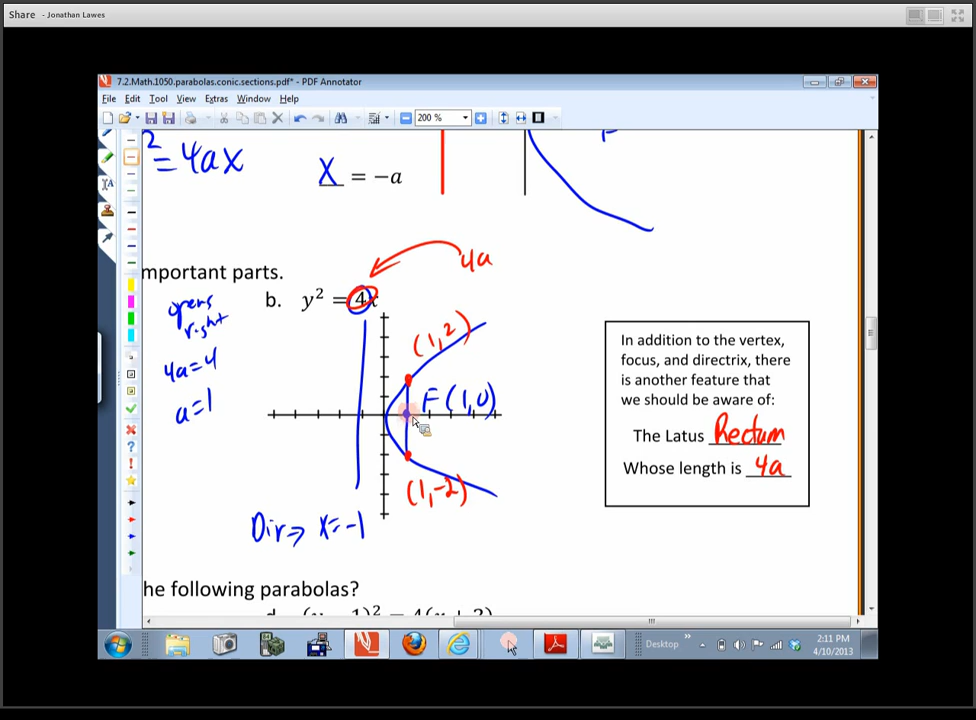 Share - Jonathan Lawes
7.2.Math.1050.parabolas.conic.sections.pdf* - PDF Annotator
File Edit Tool View Extras Window Help
200 %
2 = 4ax
X = -a
mportant parts.
4a
b. y² = 4x
opens
right
4a=4
a=1
(1,2)
F (1,0)
(1,-2)
Dir⇒ x=-1
In addition to the vertex,
focus, and directrix, there
is another feature that
we should be aware of:
The Latus Rectum
Whose length is 4a
he following parabolas?
Desktop
2:11 PM
4/10/2013